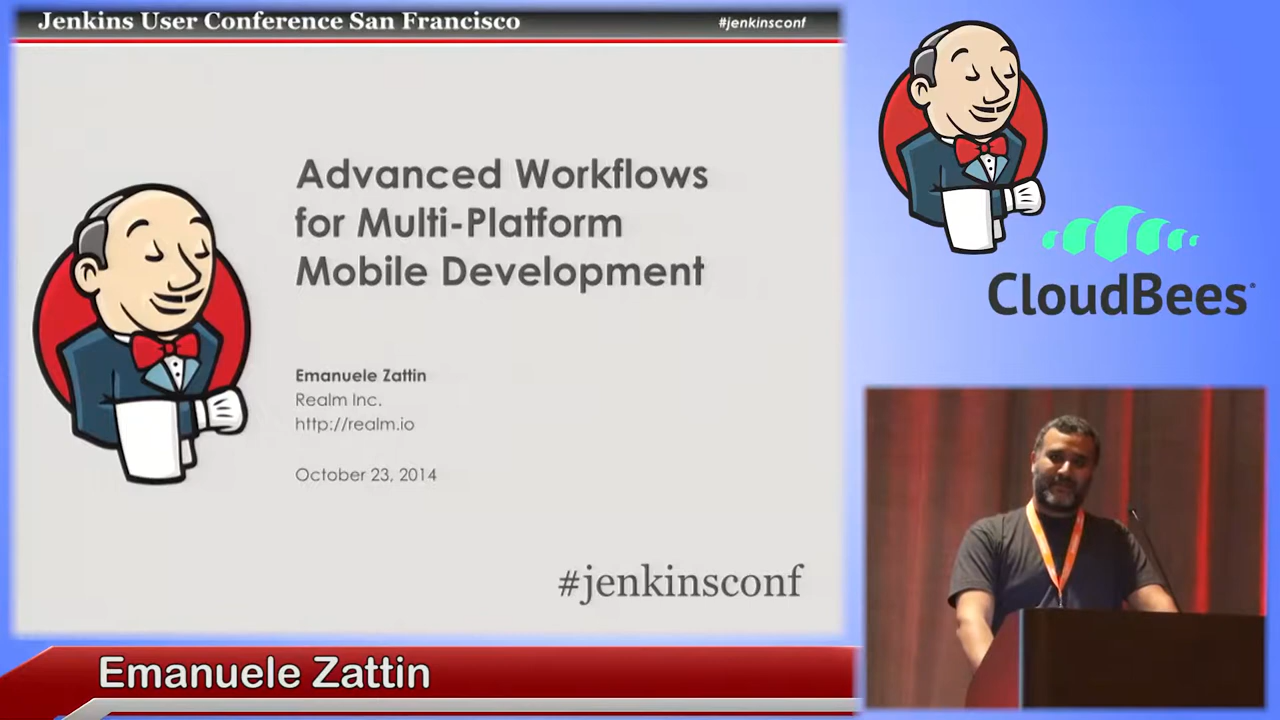 Jenkins User Conference San Francisco
#jenkinsconf
Advanced Workflows
for Multi-Platform
Mobile Development
Emanuele Zattin
Realm Inc.
http://realm.io
October 23, 2014
#jenkinsconf
CloudBees
Emanuele Zattin